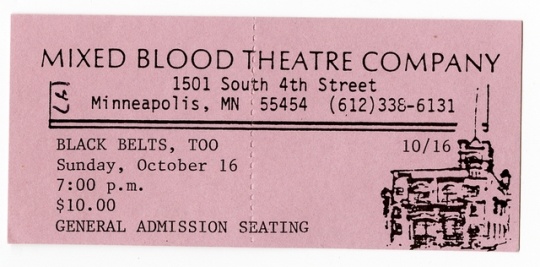 MIXED BLOOD THEATRE COMPANY
1501 South 4th Street
Minneapolis, MN 55454 (612)338-6131
BLACK BELTS, TOO 10/16
Sunday, October 16
7:00 p.m.
$10.00
GENERAL ADMISSION SEATING